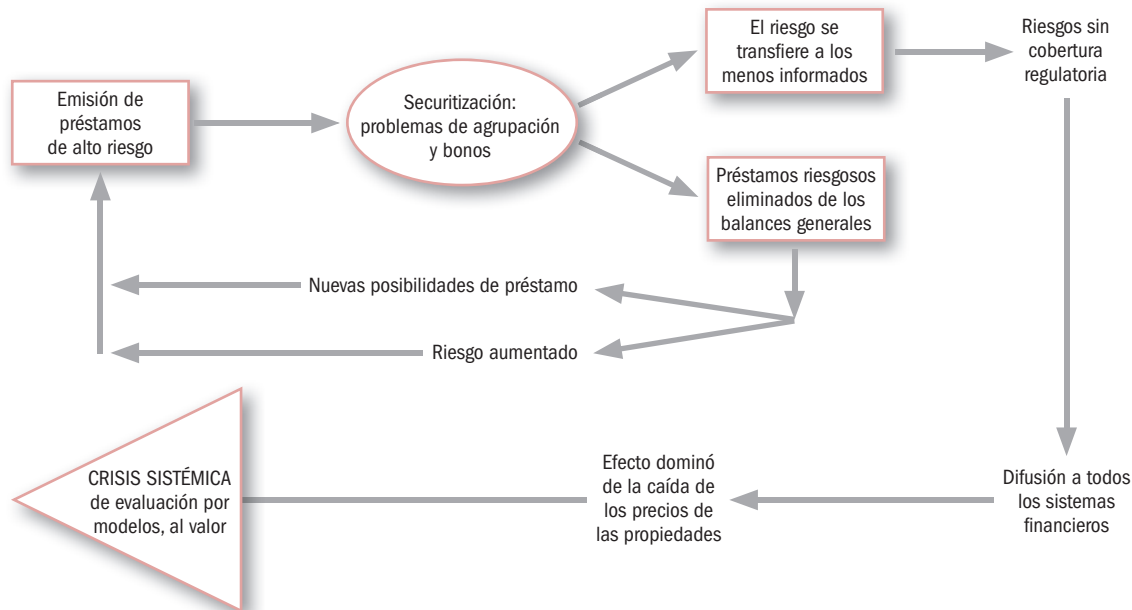 Emisión de
préstamos
de alto riesgo
Securitización:
problemas de agrupación
y bonos
El riesgo se
transfiere a los
menos informados
Riesgos sin
cobertura
regulatoria
Préstamos riesgosos
eliminados de los
balances generales
Nuevas posibilidades de préstamo
Riesgo aumentado
Difusión a todos
los sistemas
financieros
Efecto dominó
de la caída de
los precios de
las propiedades
CRISIS SISTÉMICA
de evaluación por
modelos, al valor